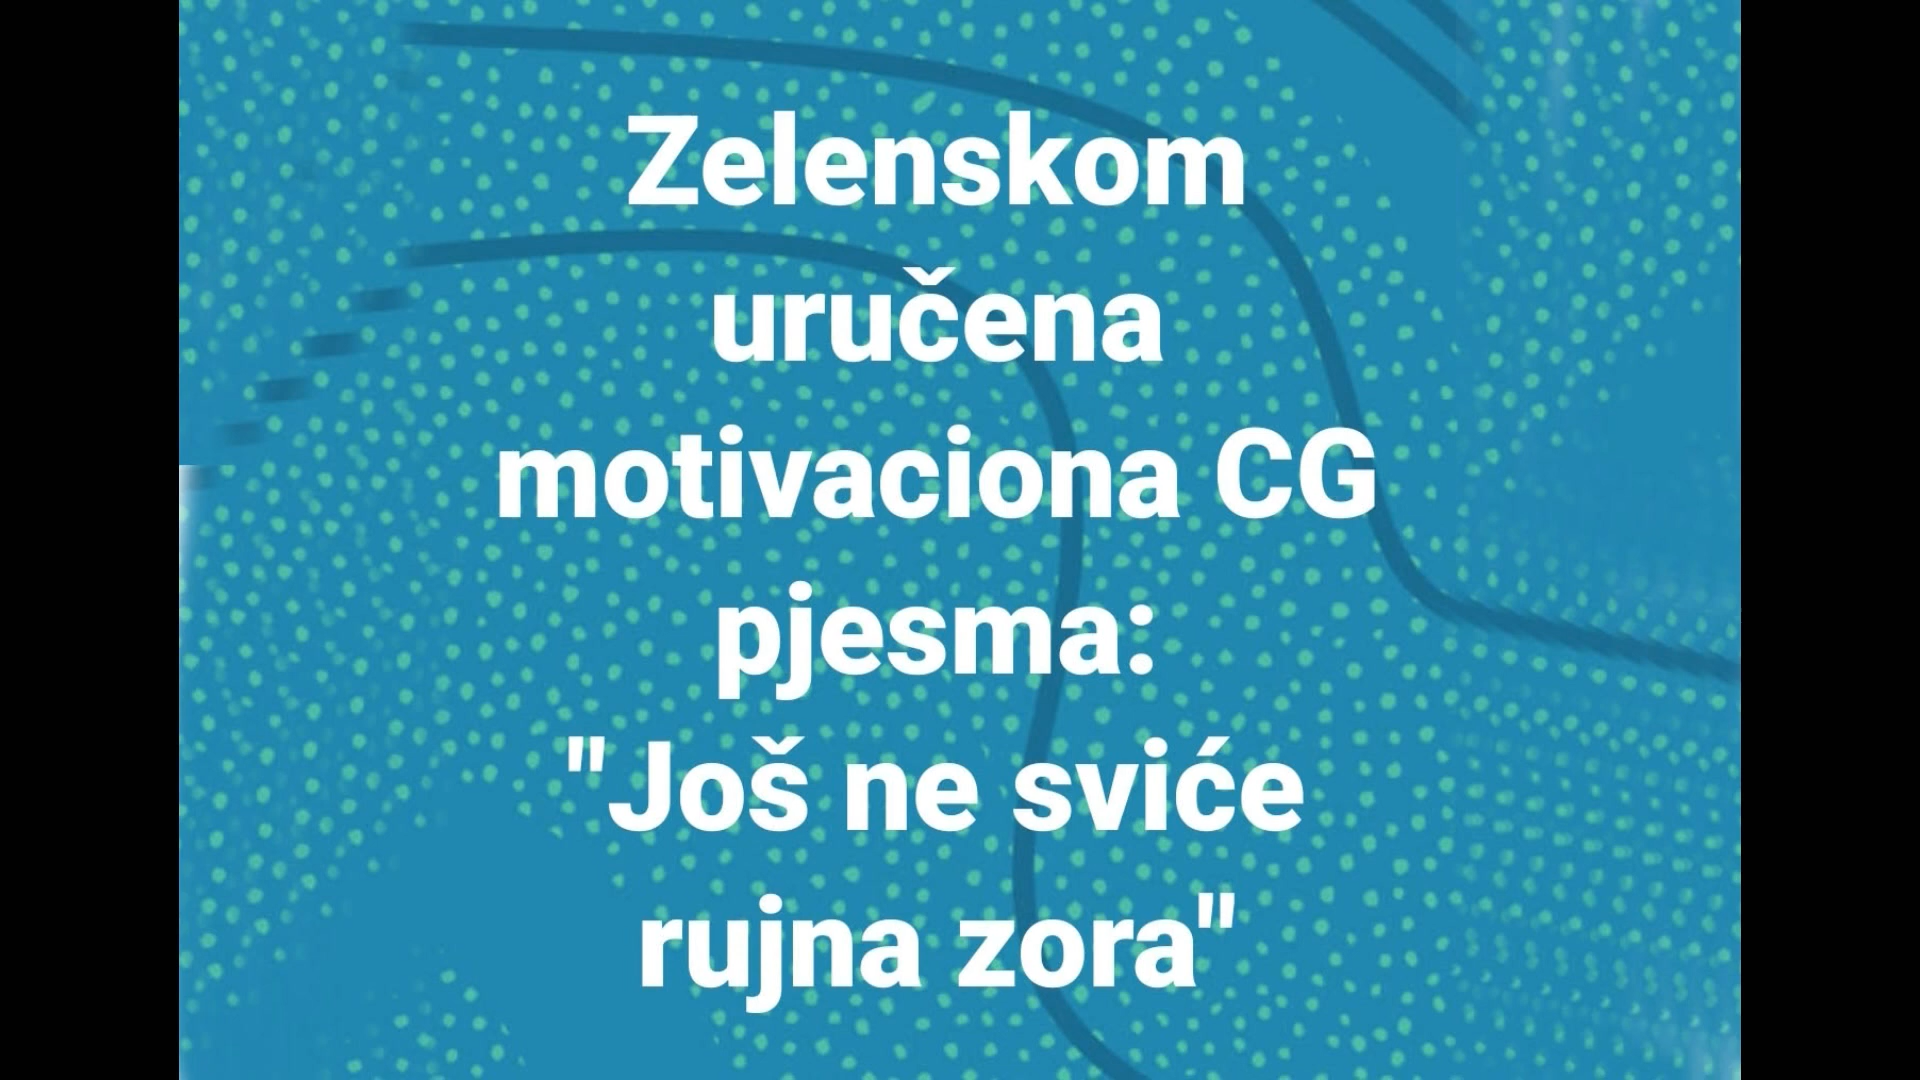 Zelenskom
uručena
motivaciona CG
pjesma:
"Još ne sviće
rujna zora"